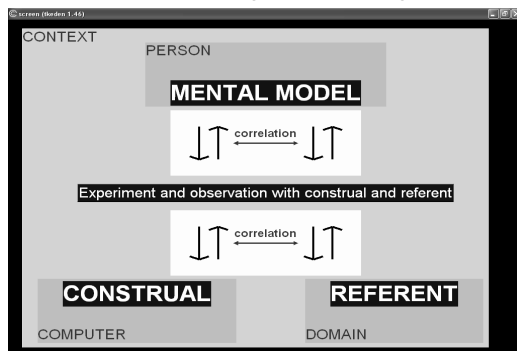 screen (tkeden 1.46)
CONTEXT
PERSON
MENTAL MODEL
correlation
Experiment and observation with construal and referent
correlation
CONSTRUAL
REFERENT
COMPUTER
DOMAIN